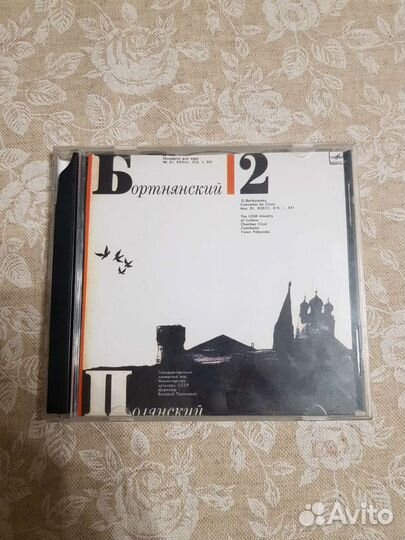 Концерты для хора
№ XI, XXXIII, XIX, I, XXI
Бортнянский 2
D. Bortnyansky
Concertos for Choir
Nos. XI, XXXIII, XIX, I, XXI
The USSR Ministry
of Culture
Chamber Choir
Conductor
Valeri Polyansky
Государственный
камерный хор
Министерства
культуры СССР
Дирижер
Валерий Полянский
Полянский
Avito